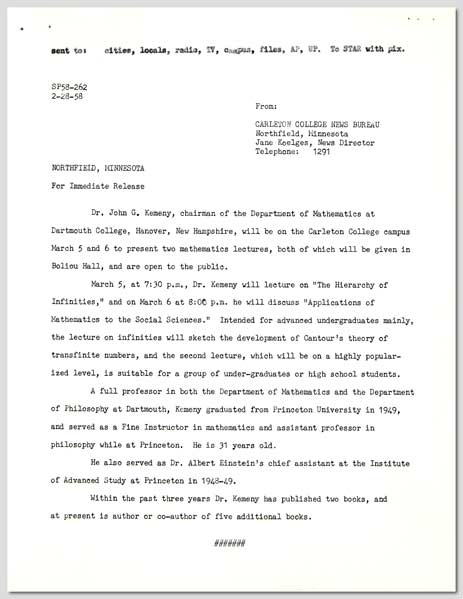 sent to: cities, locals, radio, TV, campus, files, AP, UP. To STAR with pix.
SP58-262
2-28-58
From:
CARLETON COLLEGE NEWS BUREAU
Northfield, Minnesota
Jane Keelges, News Director
Telephone: 1291
NORTHFIELD, MINNESOTA
For Immediate Release
Dr. John G. Kemeny, chairman of the Department of Mathematics at
Dartmouth College, Hanover, New Hampshire, will be on the Carleton College campus
March 5 and 6 to present two mathematics lectures, both of which will be given in
Boliou Hall, and are open to the public.
March 5, at 7:30 p.m., Dr. Kemeny will lecture on "The Hierarchy of
Infinities," and on March 6 at 8:00 p.m. he will discuss "Applications of
Mathematics to the Social Sciences." Intended for advanced undergraduates mainly,
the lecture on infinities will sketch the development of Cantour's theory of
transfinite numbers, and the second lecture, which will be on a highly popular-
ized level, is suitable for a group of under-graduates or high school students.
A full professor in both the Department of Mathematics and the Department
of Philosophy at Dartmouth, Kemeny graduated from Princeton University in 1949,
and served as a Fine Instructor in mathematics and assistant professor in
philosophy while at Princeton. He is 31 years old.
He also served as Dr. Albert Einstein's chief assistant at the Institute
of Advanced Study at Princeton in 1948-49.
Within the past three years Dr. Kemeny has published two books, and
at present is author or co-author of five additional books.
#######